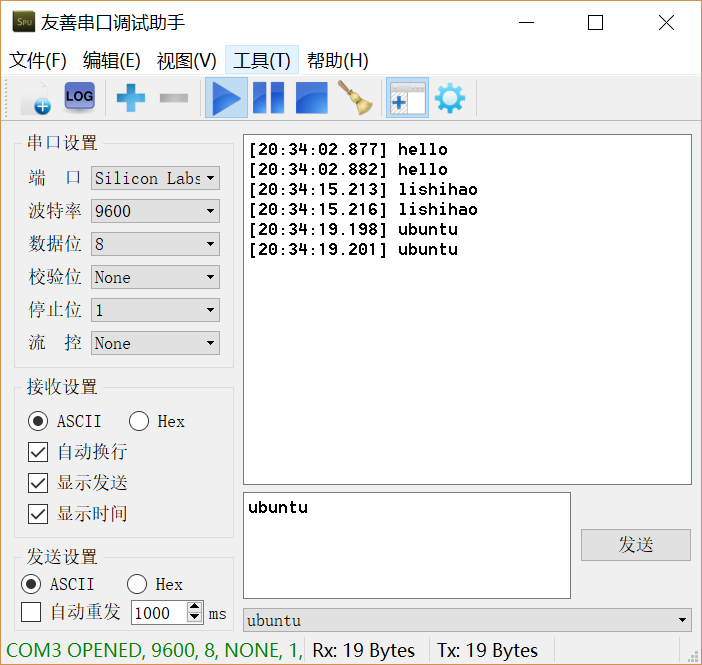 SPU 友善串口调试助手
文件(F) 编辑(E) 视图(V) 工具(T) 帮助(H)
LOG
串口设置
端 口 Silicon Labs
波特率 9600
数据位 8
校验位 None
停止位 1
流 控 None
接收设置
ASCII Hex
自动换行
显示发送
显示时间
发送设置
ASCII Hex
自动重发 1000 ms
[20:34:02.877] hello
[20:34:02.882] hello
[20:34:15.213] lishihao
[20:34:15.216] lishihao
[20:34:19.198] ubuntu
[20:34:19.201] ubuntu
ubuntu
发送
ubuntu
COM3 OPENED, 9600, 8, NONE, 1, Rx: 19 Bytes Tx: 19 Bytes